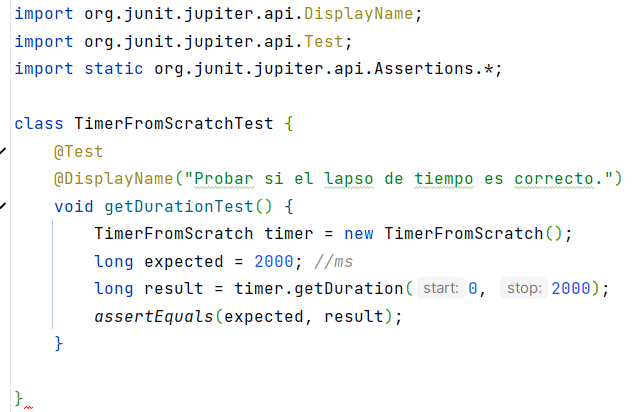 import org.junit.jupiter.api.DisplayName;
import org.junit.jupiter.api.Test;
import static org.junit.jupiter.api.Assertions.*;

class TimerFromScratchTest {
    @Test
    @DisplayName("Probar si el lapso de tiempo es correcto.")
    void getDurationTest() {
        TimerFromScratch timer = new TimerFromScratch();
        long expected = 2000; //ms
        long result = timer.getDuration( start: 0, stop: 2000);
        assertEquals(expected, result);
    }

}